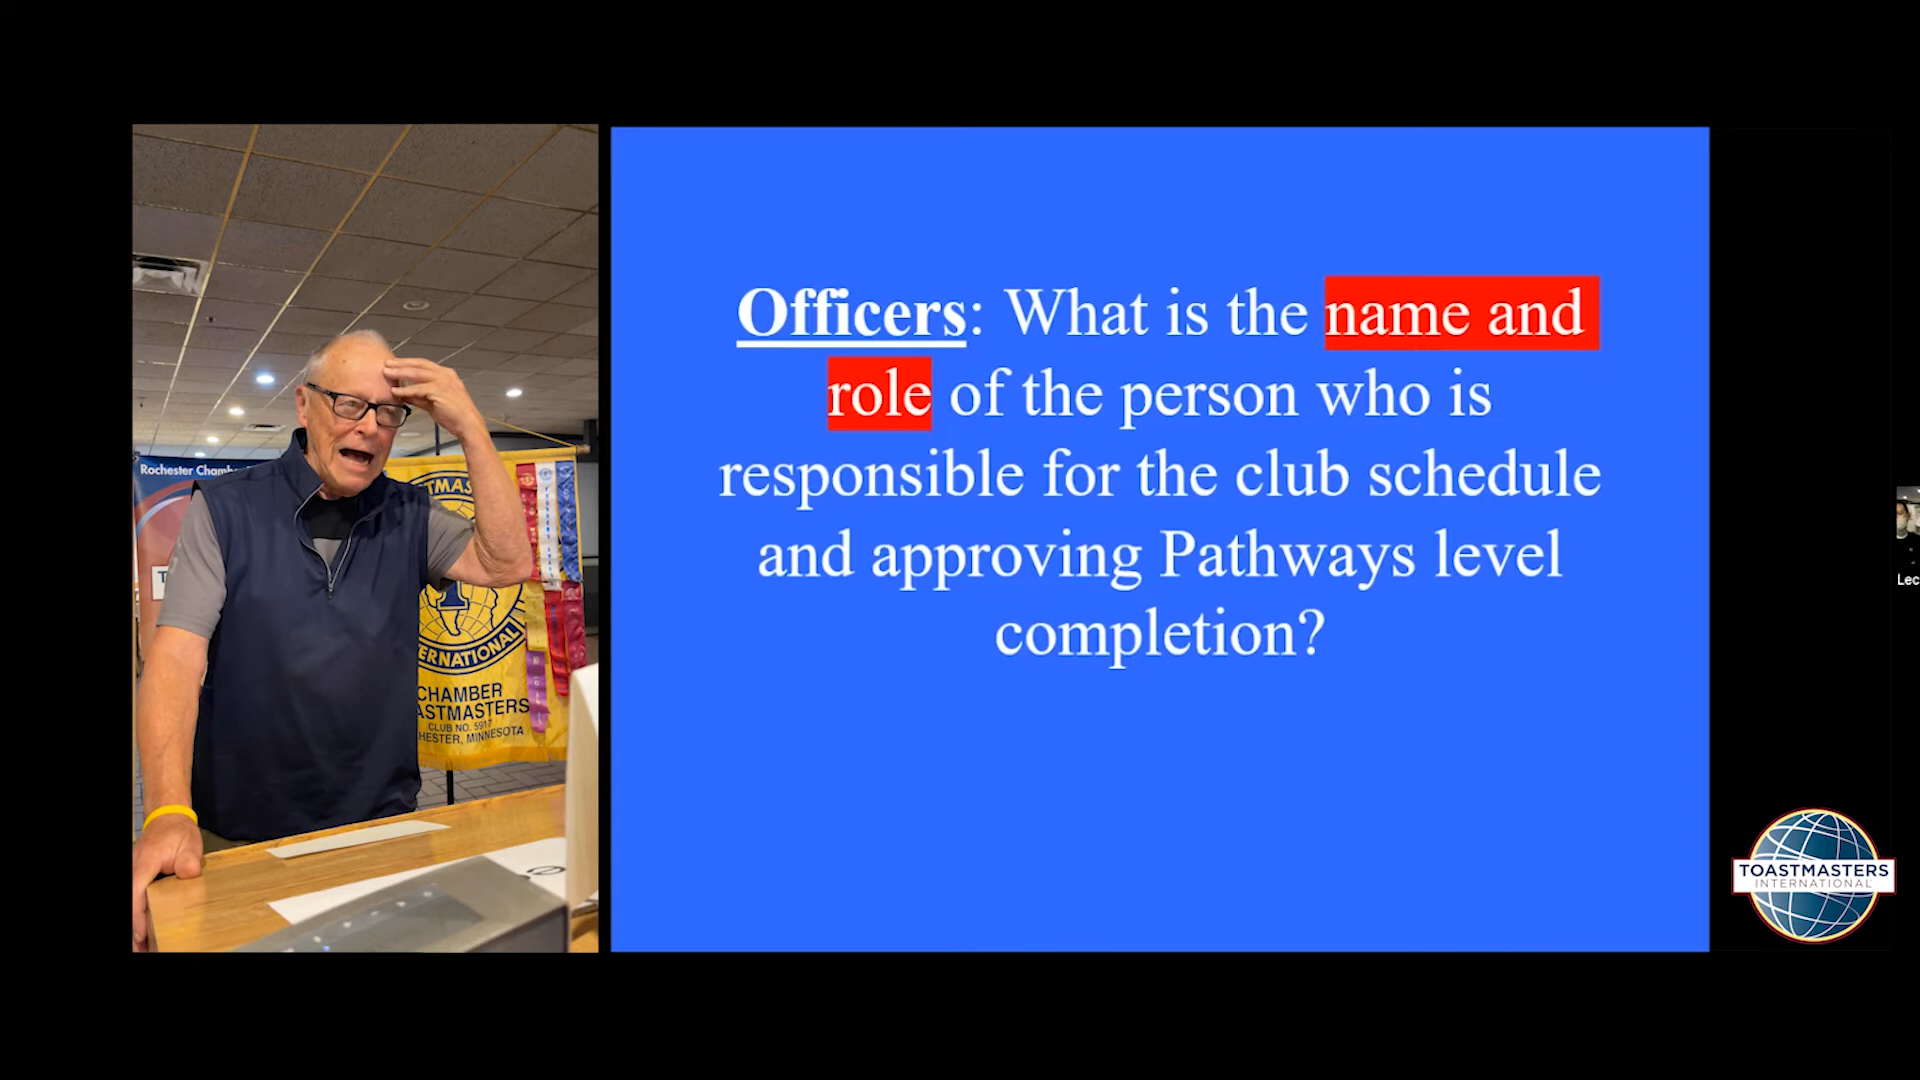 Officers: What is the name and
role of the person who is
responsible for the club schedule
and approving Pathways level
completion?
Rochester
TMAS
ERNATIONAL
CHAMBER
ASTMASTERS
CLUB NO. 5917
HESTER, MINNESOTA
TOASTMASTERS
INTERNATIONAL
Lec